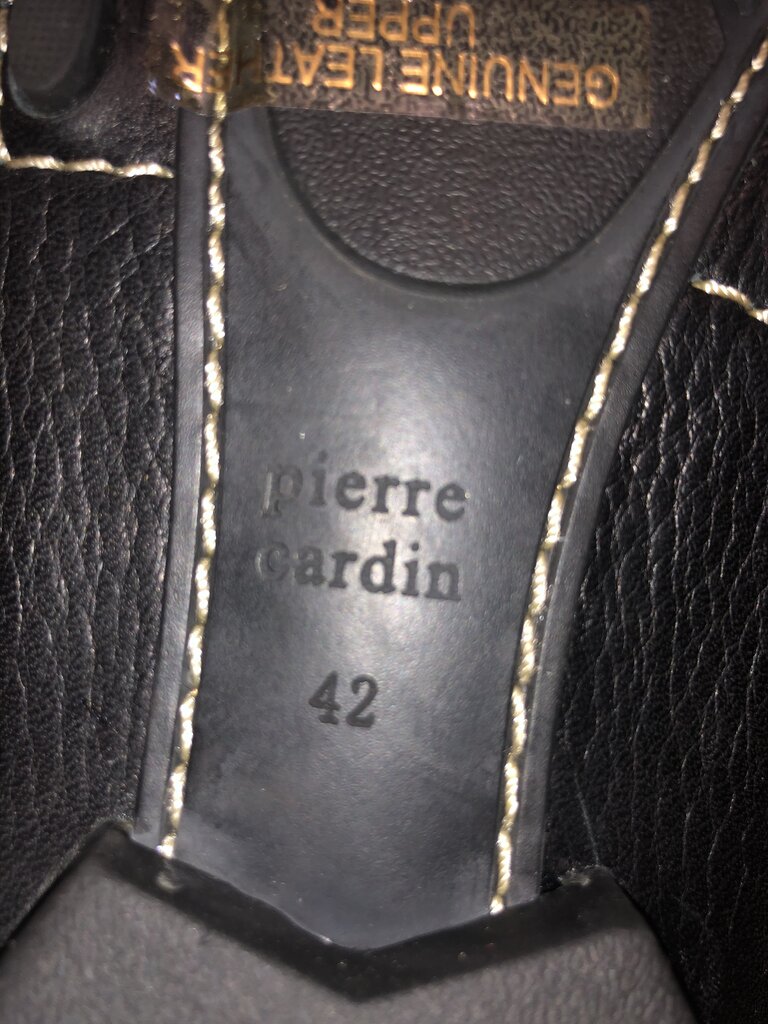 GENUINE LEATHER
UPPER
pierre
cardin
42